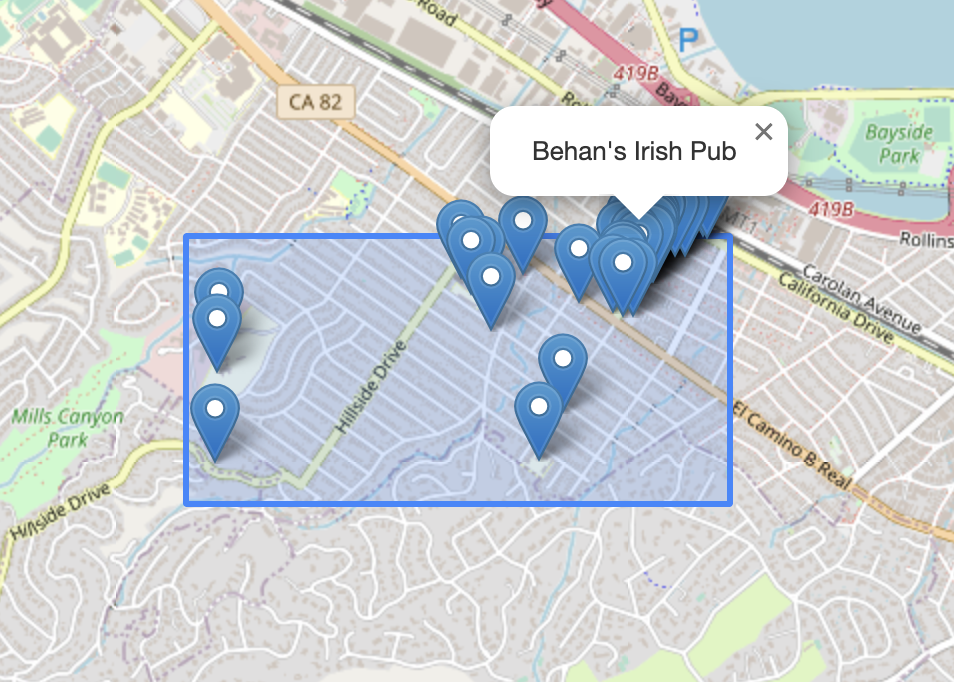 Road
P
419B
CA 82
Behan's Irish Pub
×
Bayside
Park
419B
Rollins
Carolan Avenue
California Drive
Hillside Drive
Mills Canyon
Park
El Camino Real
Hillside Drive